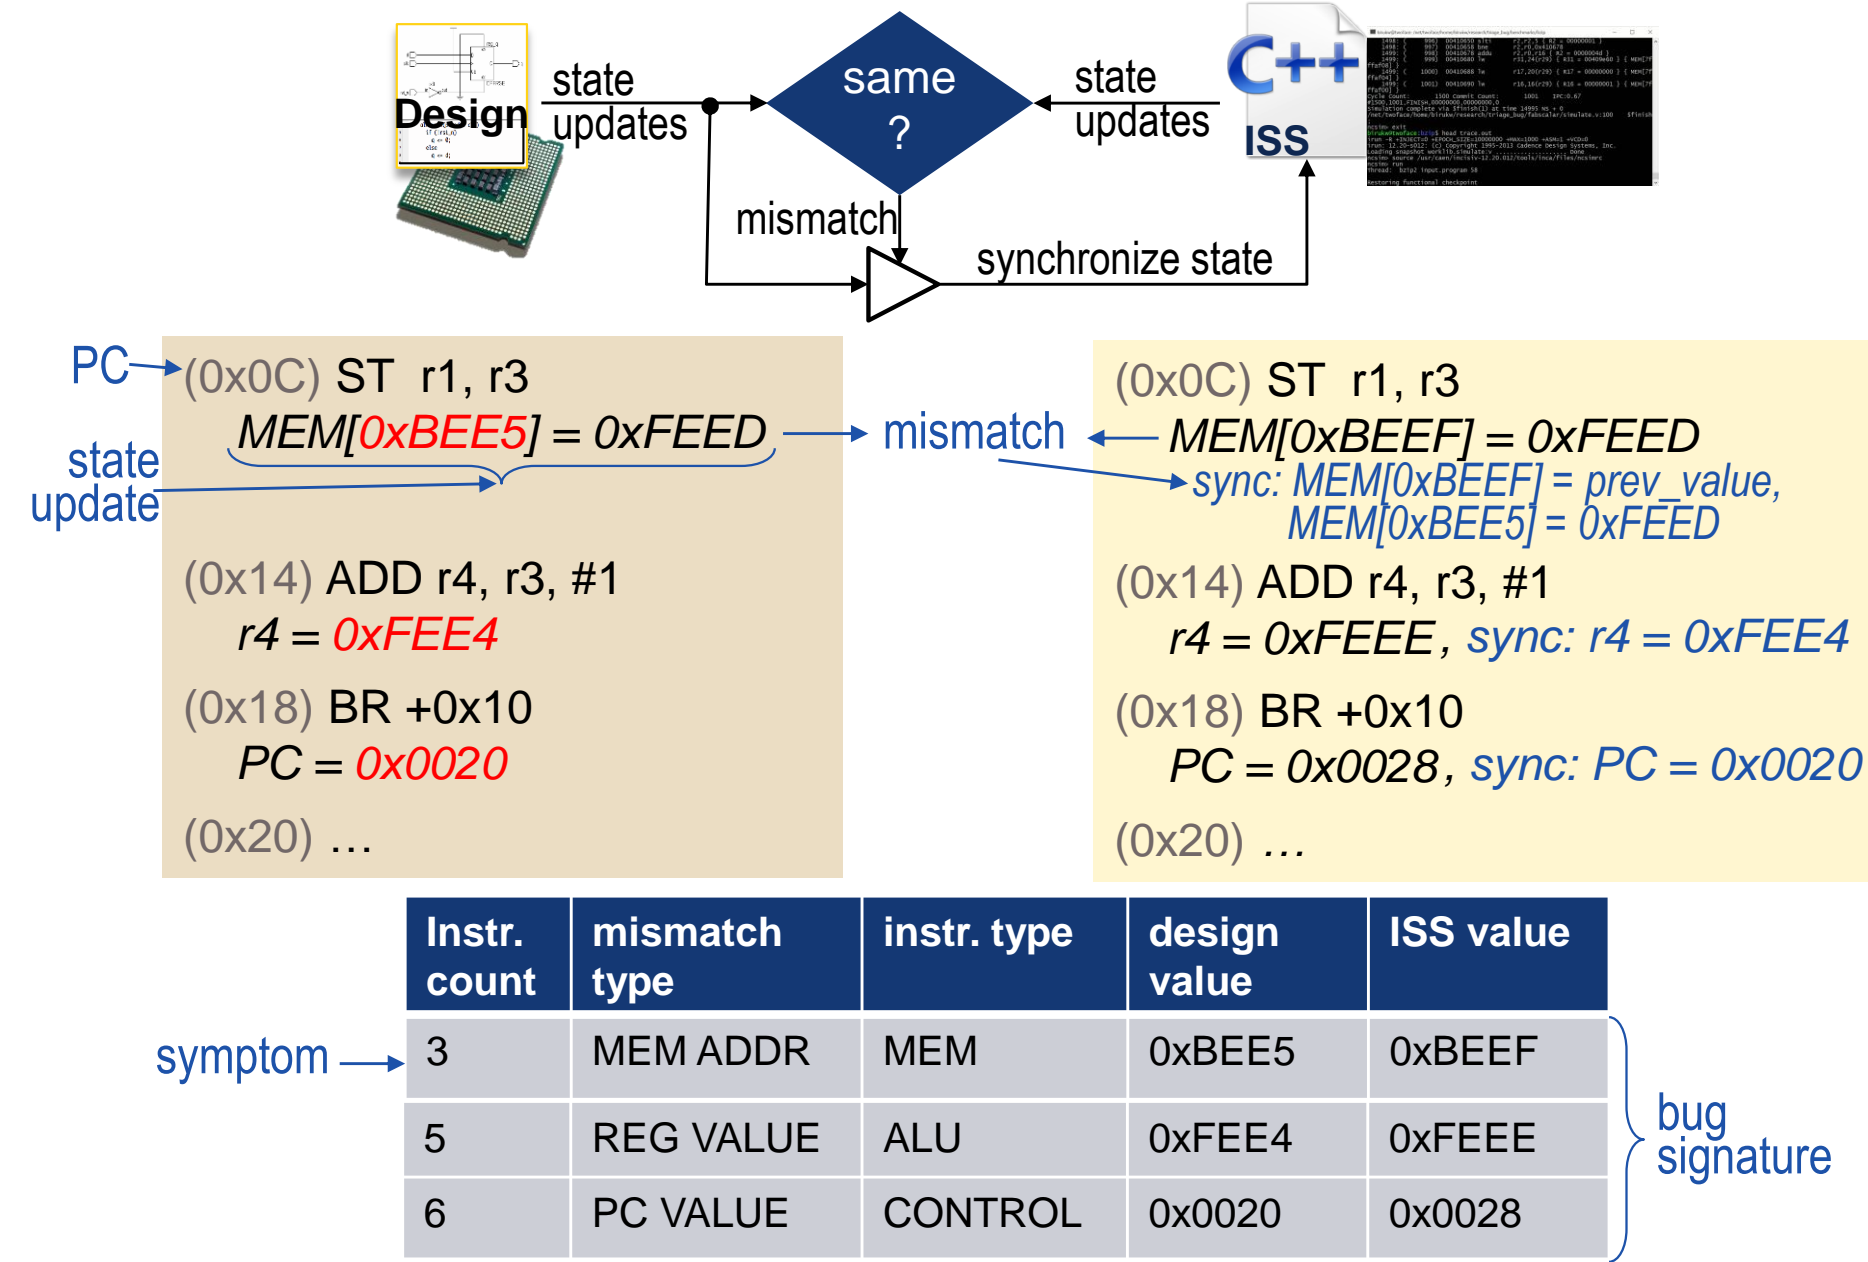 Design
if (!rst_n)
else
state
updates
same
?
state
updates
C++
ISS
mismatch
synchronize state
PC
(0x0C) ST r1, r3
MEM[0xBEE5] = 0xFEED
state
update
(0x14) ADD r4, r3, #1
r4 = 0xFEE4
(0x18) BR +0x10
PC = 0x0020
(0x20) …
mismatch
(0x0C) ST r1, r3
MEM[0xBEEF] = 0xFEED
sync: MEM[0xBEEF] = prev_value,
MEM[0xBEE5] = 0xFEED
(0x14) ADD r4, r3, #1
r4 = 0xFEEE, sync: r4 = 0xFEE4
(0x18) BR +0x10
PC = 0x0028, sync: PC = 0x0020
(0x20) …
Instr. count
mismatch type
instr. type
design value
ISS value
symptom
3 MEM ADDR MEM 0xBEE5 0xBEEF
5 REG VALUE ALU 0xFEE4 0xFEEE
6 PC VALUE CONTROL 0x0020 0x0028
bug
signature